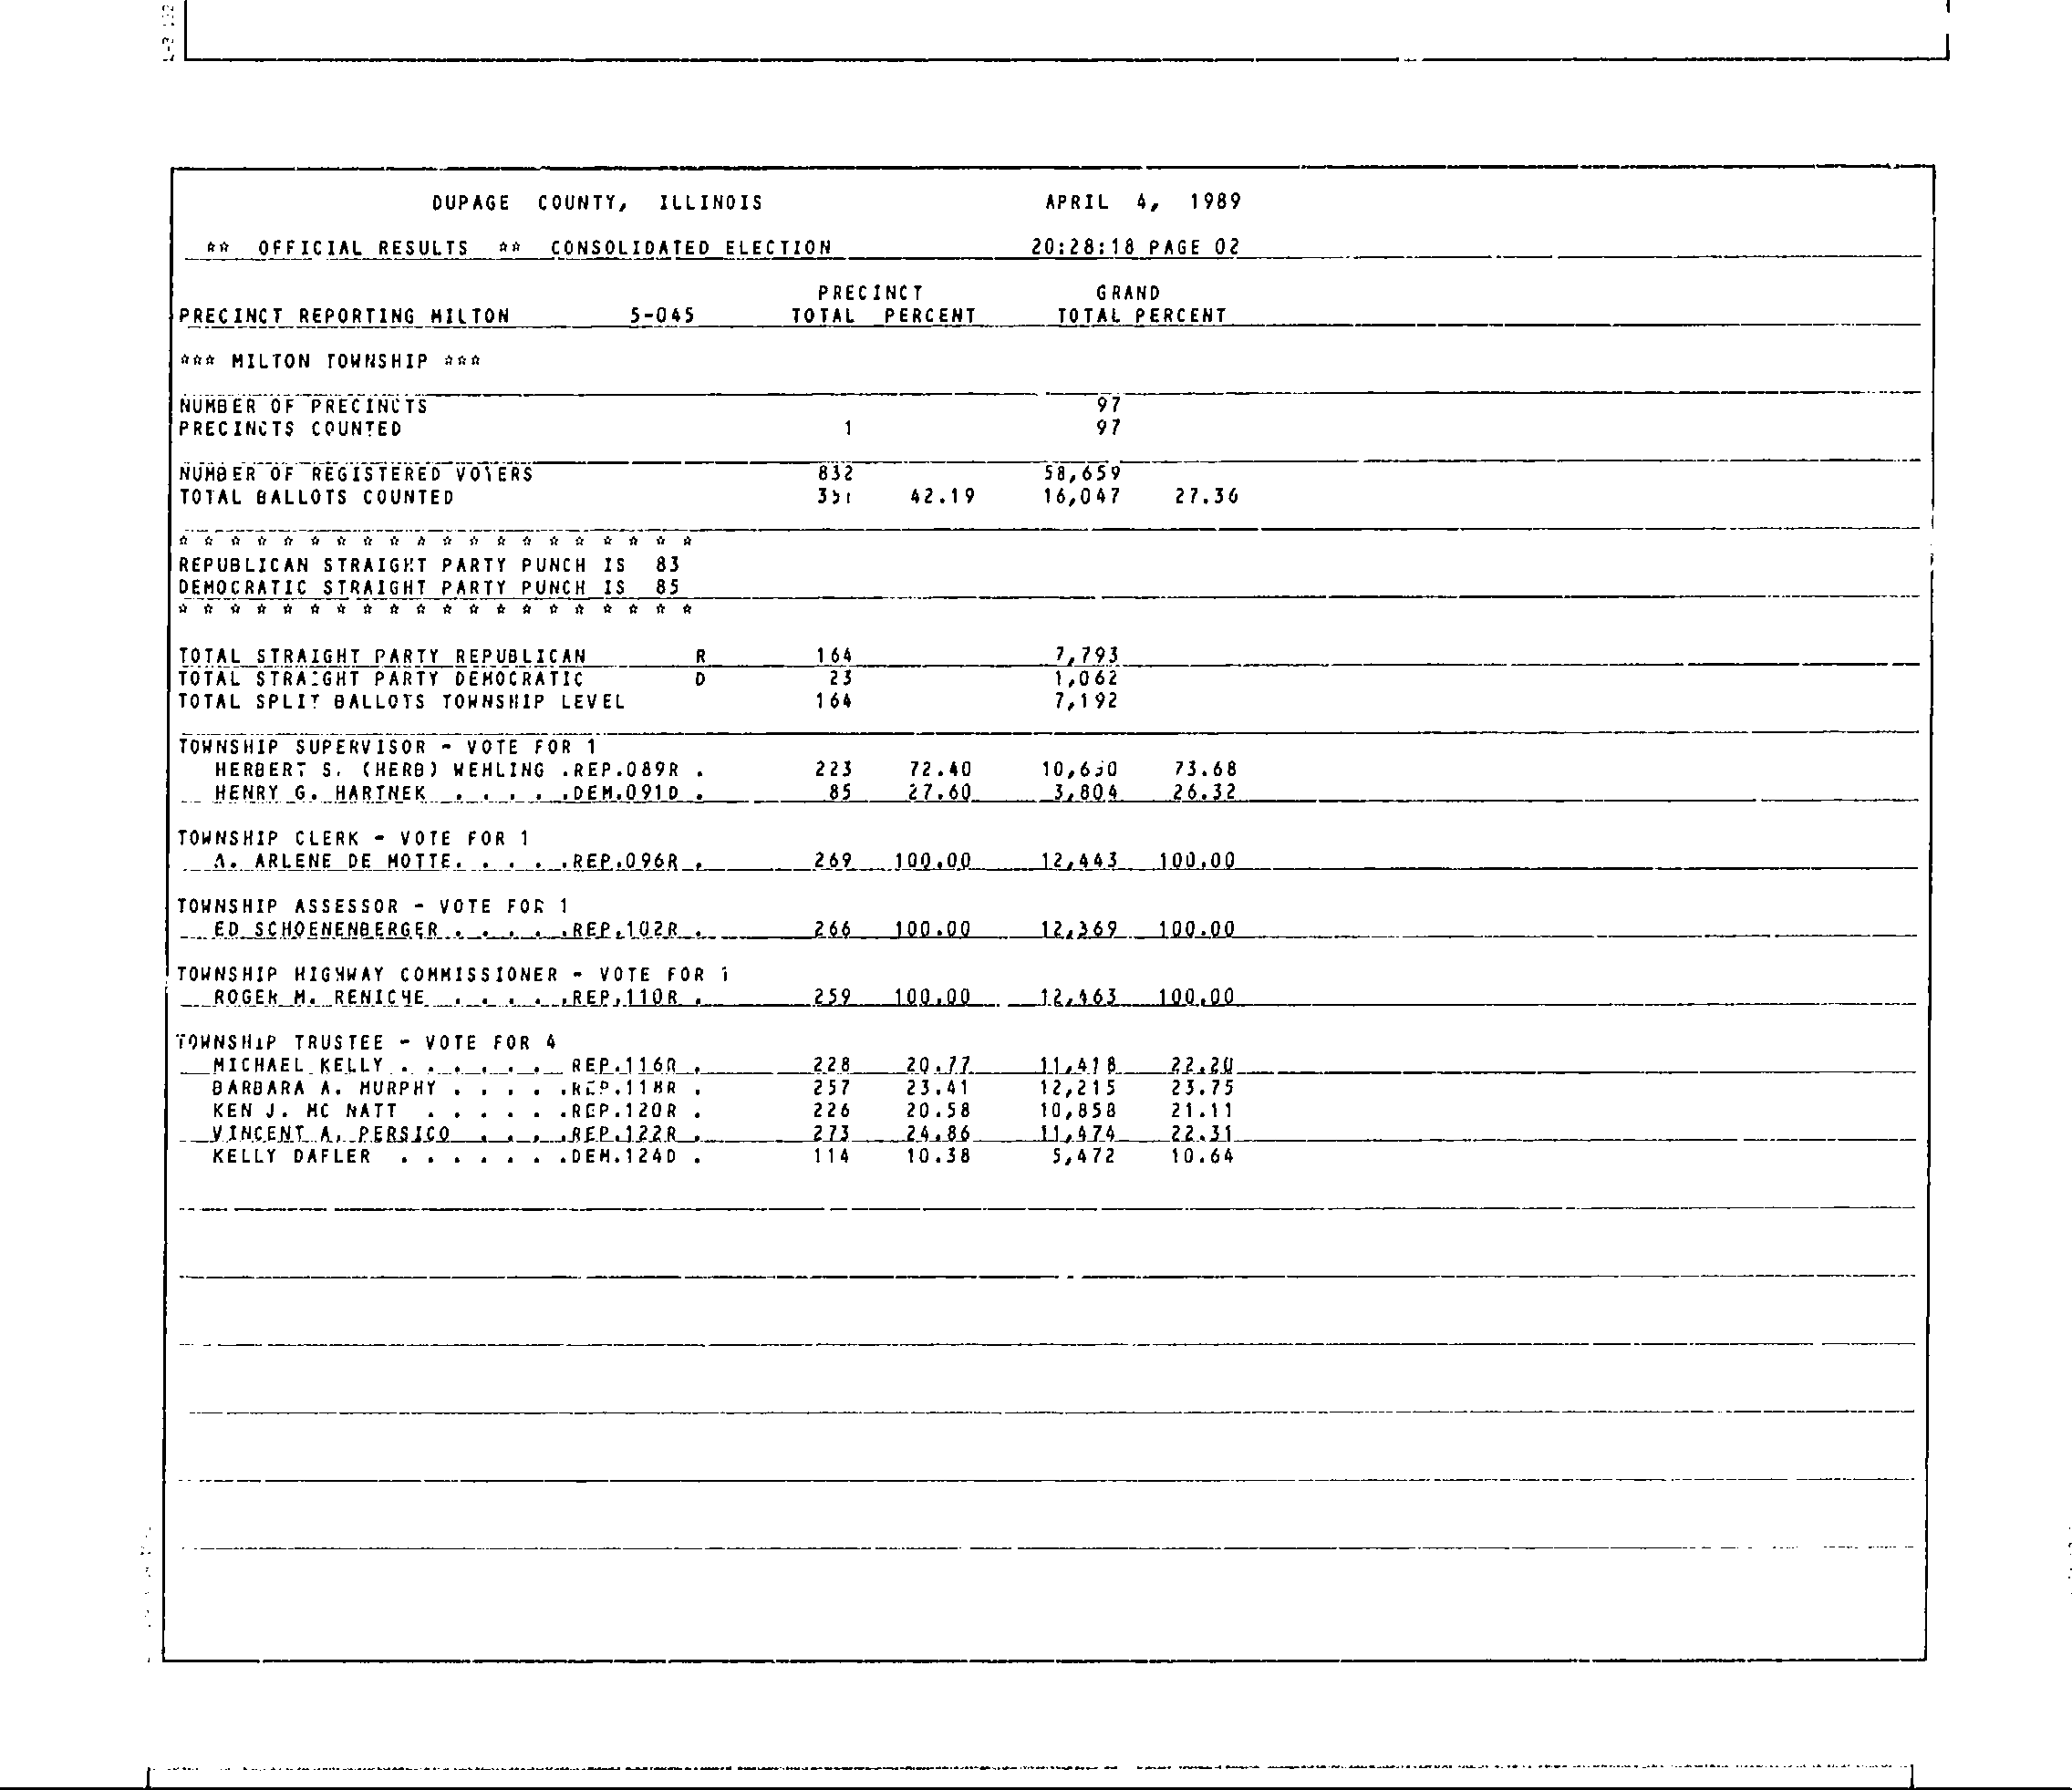 DUPAGE COUNTY, ILLINOIS APRIL 4, 1989
** OFFICIAL RESULTS ** CONSOLIDATED ELECTION 20:28:18 PAGE 02
PRECINCT GRAND
PRECINCT REPORTING MILTON 5-045 TOTAL PERCENT TOTAL PERCENT
*** MILTON TOWNSHIP ***
NUMBER OF PRECINCTS 97
PRECINCTS COUNTED 1 97
NUMBER OF REGISTERED VOTERS 832 58,659
TOTAL BALLOTS COUNTED 351 42.19 16,047 27.36
* * * * * * * * * * * * * * * * * * * *
REPUBLICAN STRAIGHT PARTY PUNCH IS 83
DEMOCRATIC STRAIGHT PARTY PUNCH IS 85
* * * * * * * * * * * * * * * * * * * *
TOTAL STRAIGHT PARTY REPUBLICAN R 164 7,793
TOTAL STRAIGHT PARTY DEMOCRATIC D 23 1,062
TOTAL SPLIT BALLOTS TOWNSHIP LEVEL 164 7,192
TOWNSHIP SUPERVISOR - VOTE FOR 1
HERBERT S. (HERB) WEHLING .REP.089R . 223 72.40 10,650 73.68
HENRY G. HARTNEK . . . . .DEM.091D . 85 27.60 3,804 26.32
TOWNSHIP CLERK - VOTE FOR 1
A. ARLENE DE MOTTE. . . . .REP.096R . 269 100.00 12,443 100.00
TOWNSHIP ASSESSOR - VOTE FOR 1
ED SCHOENENBERGER . . . . .REP.102R . 266 100.00 12,369 100.00
TOWNSHIP HIGHWAY COMMISSIONER - VOTE FOR 1
ROGER M. RENICHE . . . . .REP.110R . 259 100.00 12,463 100.00
TOWNSHIP TRUSTEE - VOTE FOR 4
MICHAEL KELLY . . . . . . REP.116R . 228 20.77 11,418 22.20
BARBARA A. MURPHY . . . . .REP.118R . 257 23.41 12,215 23.75
KEN J. MC NATT . . . . . .REP.120R . 226 20.58 10,858 21.11
VINCENT A. PERSICO . . . .REP.122R . 273 24.86 11,474 22.31
KELLY DAFLER . . . . . . .DEM.124D . 114 10.38 5,472 10.64